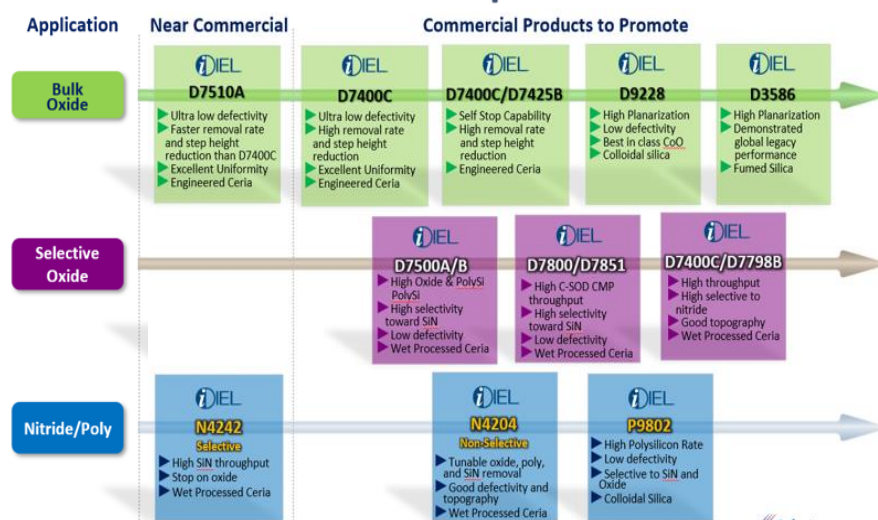 Application
Near Commercial
Commercial Products to Promote
Bulk
Oxide
iDIEL
D7510A
Ultra low defectivity
Faster removal rate
and step height
reduction than D7400C
Excellent Uniformity
Engineered Ceria
iDIEL
D7400C
Ultra low defectivity
High removal rate
and step height
reduction
Excellent Uniformity
Engineered Ceria
iDIEL
D7400C/D7425B
Self Stop Capability
High removal rate
and step height
reduction
Engineered Ceria
iDIEL
D9228
High Planarization
Low defectivity
Best in class CoO
Colloidal silica
iDIEL
D3586
High Planarization
Demonstrated
global legacy
performance
Fumed Silica
Selective
Oxide
iDIEL
D7500A/B
High Oxide & PolySi
PolySi
High selectivity
toward SiN
Low defectivity
Wet Processed Ceria
iDIEL
D7800/D7851
High C-SOD CMP
throughput
High selectivity
toward SiN
Low defectivity
Wet Processed Ceria
iDIEL
D7400C/D7798B
High throughput
High selective to
nitride
Good topography
Wet Processed Ceria
Nitride/Poly
iDIEL
N4242
Selective
High SiN throughput
Stop on oxide
Wet Processed Ceria
iDIEL
N4204
Non-Selective
Tunable oxide, poly,
and SiN removal
Good defectivity and
topography
Wet Processed Ceria
iDIEL
P9802
High Polysilicon Rate
Low defectivity
Selective to SiN and
Oxide
Colloidal Silica